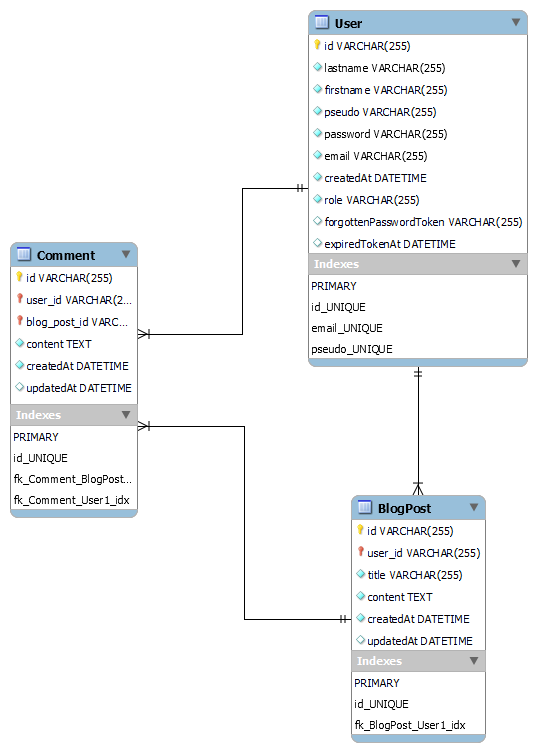 User
id VARCHAR(255)
lastname VARCHAR(255)
firstname VARCHAR(255)
pseudo VARCHAR(255)
password VARCHAR(255)
email VARCHAR(255)
createdAt DATETIME
role VARCHAR(255)
forgottenPasswordToken VARCHAR(255)
expiredTokenAt DATETIME
Indexes
PRIMARY
id_UNIQUE
email_UNIQUE
pseudo_UNIQUE
Comment
id VARCHAR(255)
user_id VARCHAR(2...
blog_post_id VARC...
content TEXT
createdAt DATETIME
updatedAt DATETIME
Indexes
PRIMARY
id_UNIQUE
fk_Comment_BlogPost...
fk_Comment_User1_idx
BlogPost
id VARCHAR(255)
user_id VARCHAR(255)
title VARCHAR(255)
content TEXT
createdAt DATETIME
updatedAt DATETIME
Indexes
PRIMARY
id_UNIQUE
fk_BlogPost_User1_idx